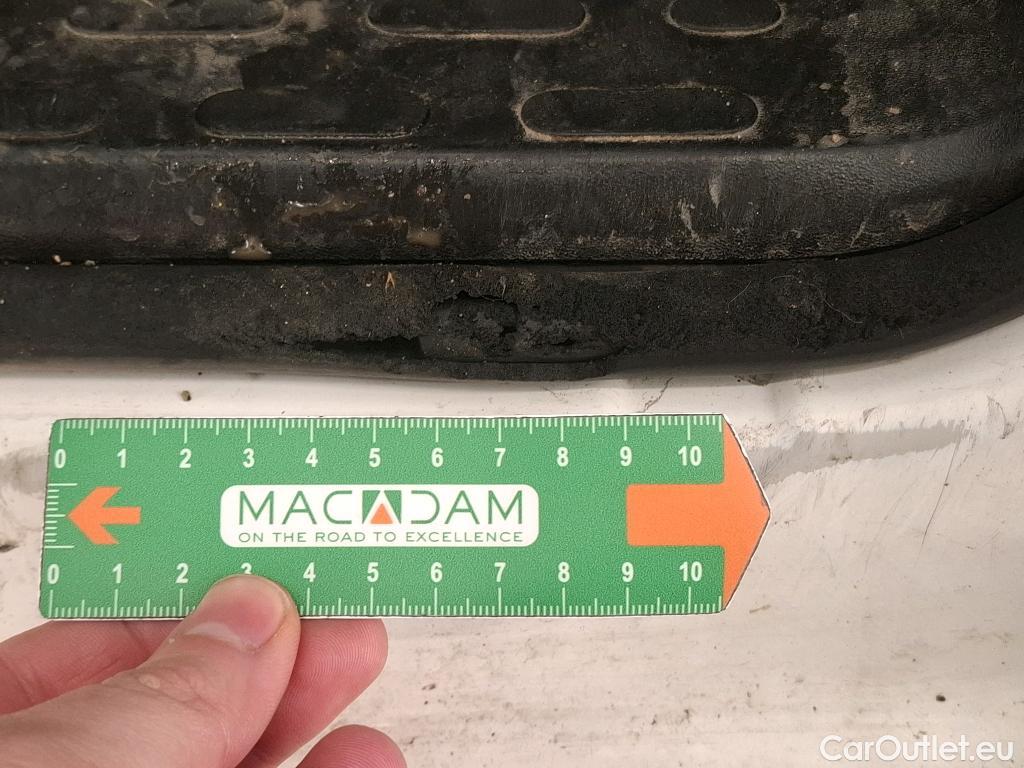 0 1 2 3 4 5 6 7 8 9 10
MACADAM
ON THE ROAD TO EXCELLENCE
0 1 2 3 4 5 6 7 8 9 10
CarOutlet.eu